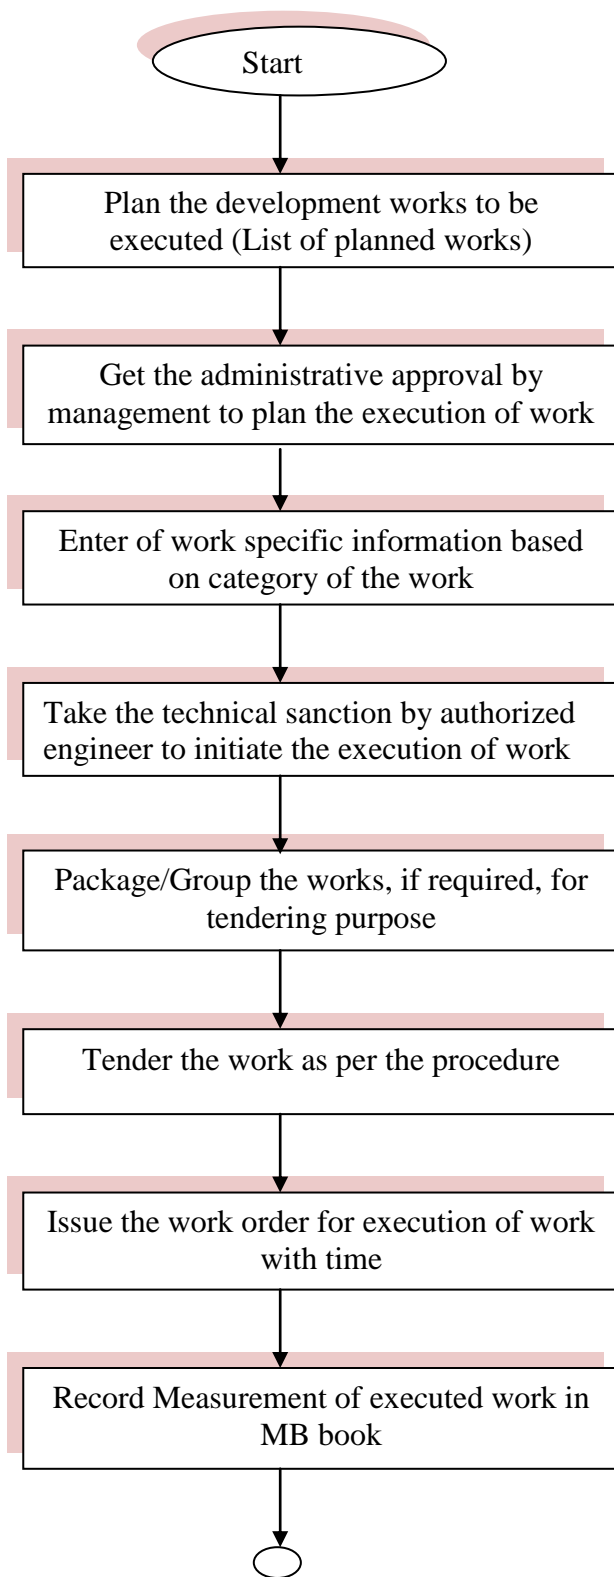 Start
Plan the development works to be
executed (List of planned works)
Get the administrative approval by
management to plan the execution of work
Enter of work specific information based
on category of the work
Take the technical sanction by authorized
engineer to initiate the execution of work
Package/Group the works, if required, for
tendering purpose
Tender the work as per the procedure
Issue the work order for execution of work
with time
Record Measurement of executed work in
MB book